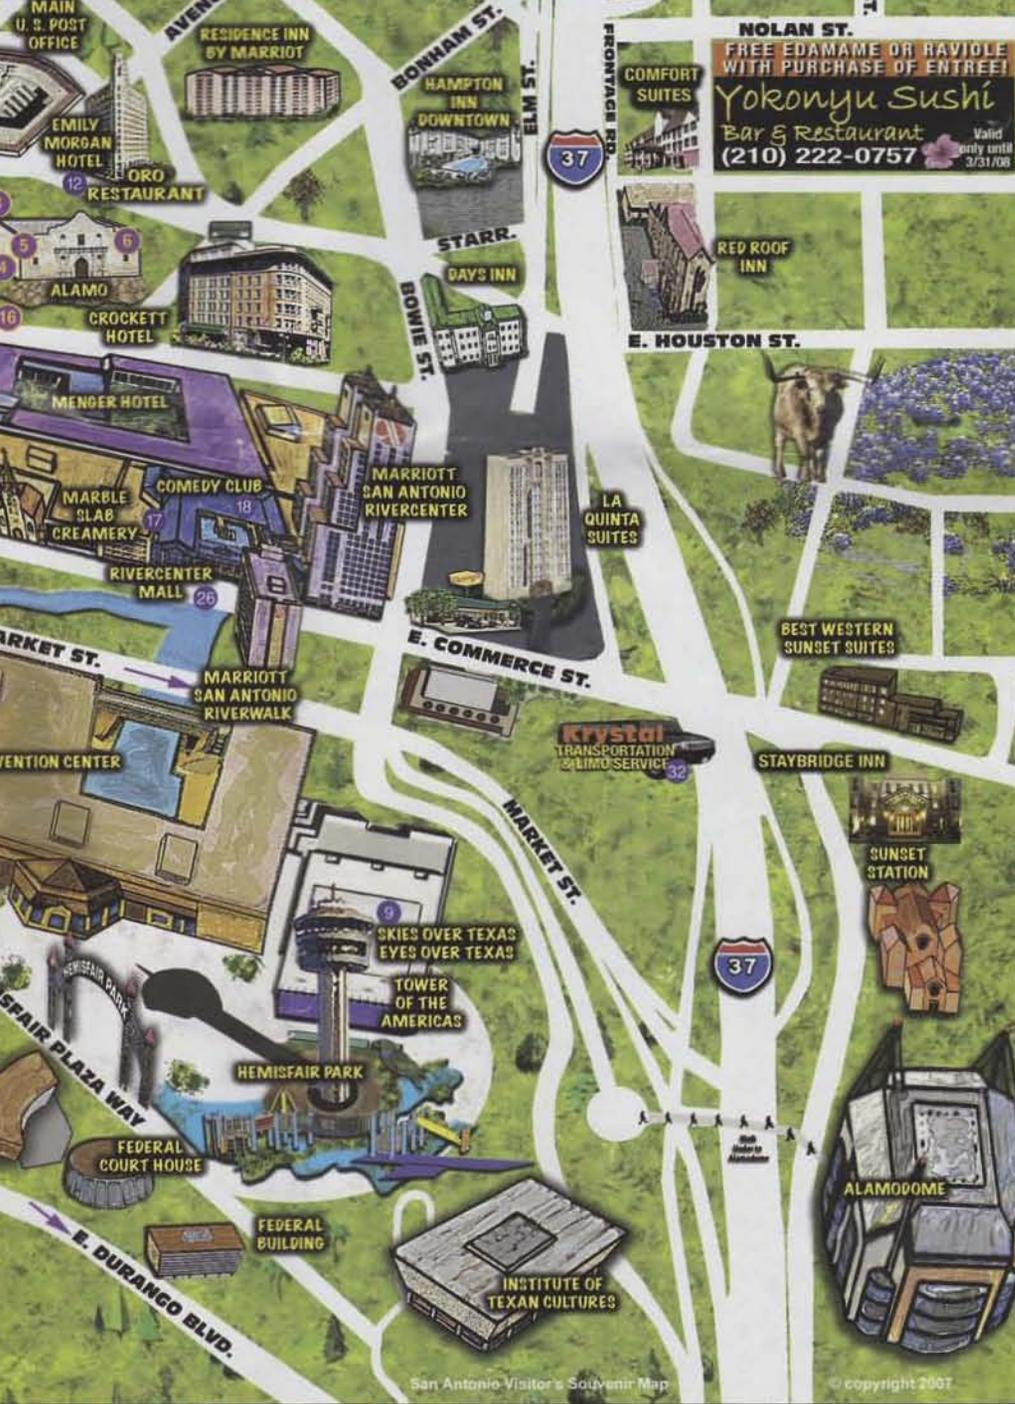 MAIN
U. S. POST
OFFICE
RESIDENCE INN
BY MARRIOT
BONHAM ST.
HAMPTON
INN
DOWNTOWN
ELM ST.
FRONTAGE RD.
37
COMFORT
SUITES
NOLAN ST.
ST.
FREE EDAMAME OR RAVIOLE
WITH PURCHASE OF ENTREE!
Yokonyu Sushi
Bar & Restaurant
(210) 222-0757
Valid
only until
3/31/08
EMILY
MORGAN
HOTEL
12
ORO
RESTAURANT
5
6
ALAMO
16
CROCKETT
HOTEL
STARR.
DAYS INN
BOWIE ST.
RED ROOF
INN
E. HOUSTON ST.
MENGER HOTEL
MARBLE
SLAB
CREAMERY
17
COMEDY CLUB
18
MARRIOTT
SAN ANTONIO
RIVERCENTER
LA
QUINTA
SUITES
RIVERCENTER
MALL
26
ARKET ST.
MARRIOTT
SAN ANTONIO
RIVERWALK
E. COMMERCE ST.
BEST WESTERN
SUNSET SUITES
Krystal
TRANSPORTATION
& LIMO SERVICE
32
STAYBRIDGE INN
VENTION CENTER
MARKET ST.
SUNSET
STATION
9
SKIES OVER TEXAS
EYES OVER TEXAS
TOWER
OF THE
AMERICAS
37
HEMISFAIR PARK
SFAIR PLAZA WAY
HEMISFAIR PARK
FEDERAL
COURT HOUSE
ALAMODOME
FEDERAL
BUILDING
E. DURANGO BLVD.
INSTITUTE OF
TEXAN CULTURES
San Antonio Visitor's Souvenir Map
© copyright 2007